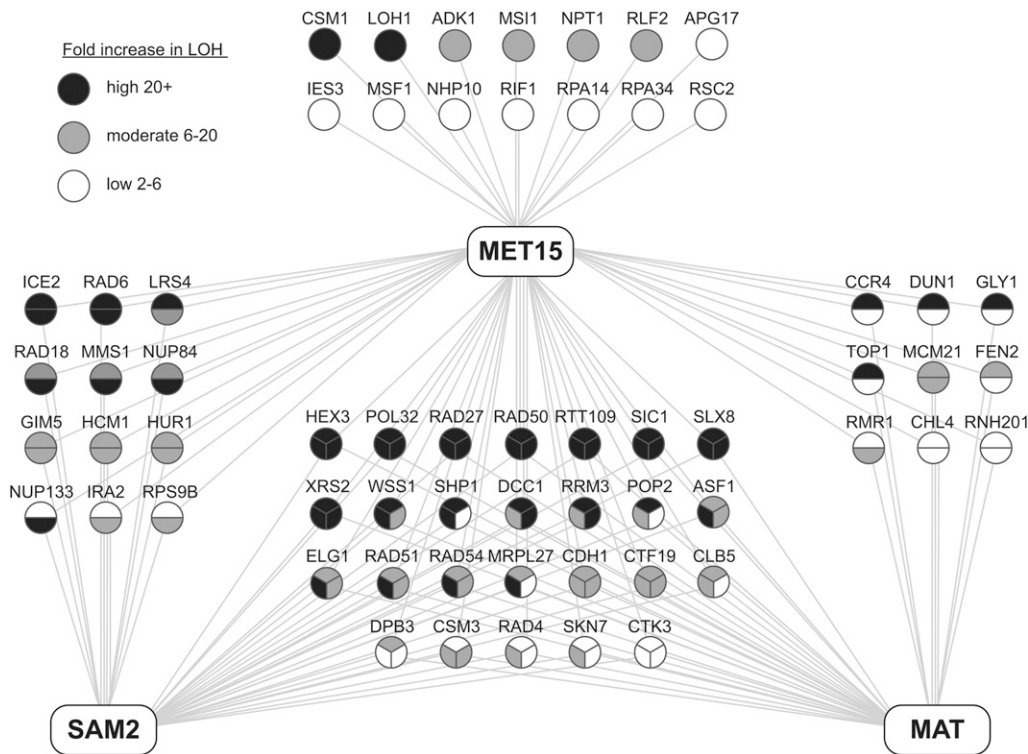 CSM1 LOH1 ADK1 MSI1 NPT1 RLF2 APG17
Fold increase in LOH
high 20+
IES3 MSF1 NHP10 RIF1 RPA14 RPA34 RSC2
moderate 6-20
low 2-6
MET15
ICE2 RAD6 LRS4
CCR4 DUN1 GLY1
RAD18 MMS1 NUP84
TOP1 MCM21 FEN2
GIM5 HCM1 HUR1
HEX3 POL32 RAD27 RAD50 RTT109 SIC1 SLX8
RMR1 CHL4 RNH201
NUP133 IRA2 RPS9B
XRS2 WSS1 SHP1 DCC1 RRM3 POP2 ASF1
ELG1 RAD51 RAD54 MRPL27 CDH1 CTF19 CLB5
DPB3 CSM3 RAD4 SKN7 CTK3
SAM2
MAT